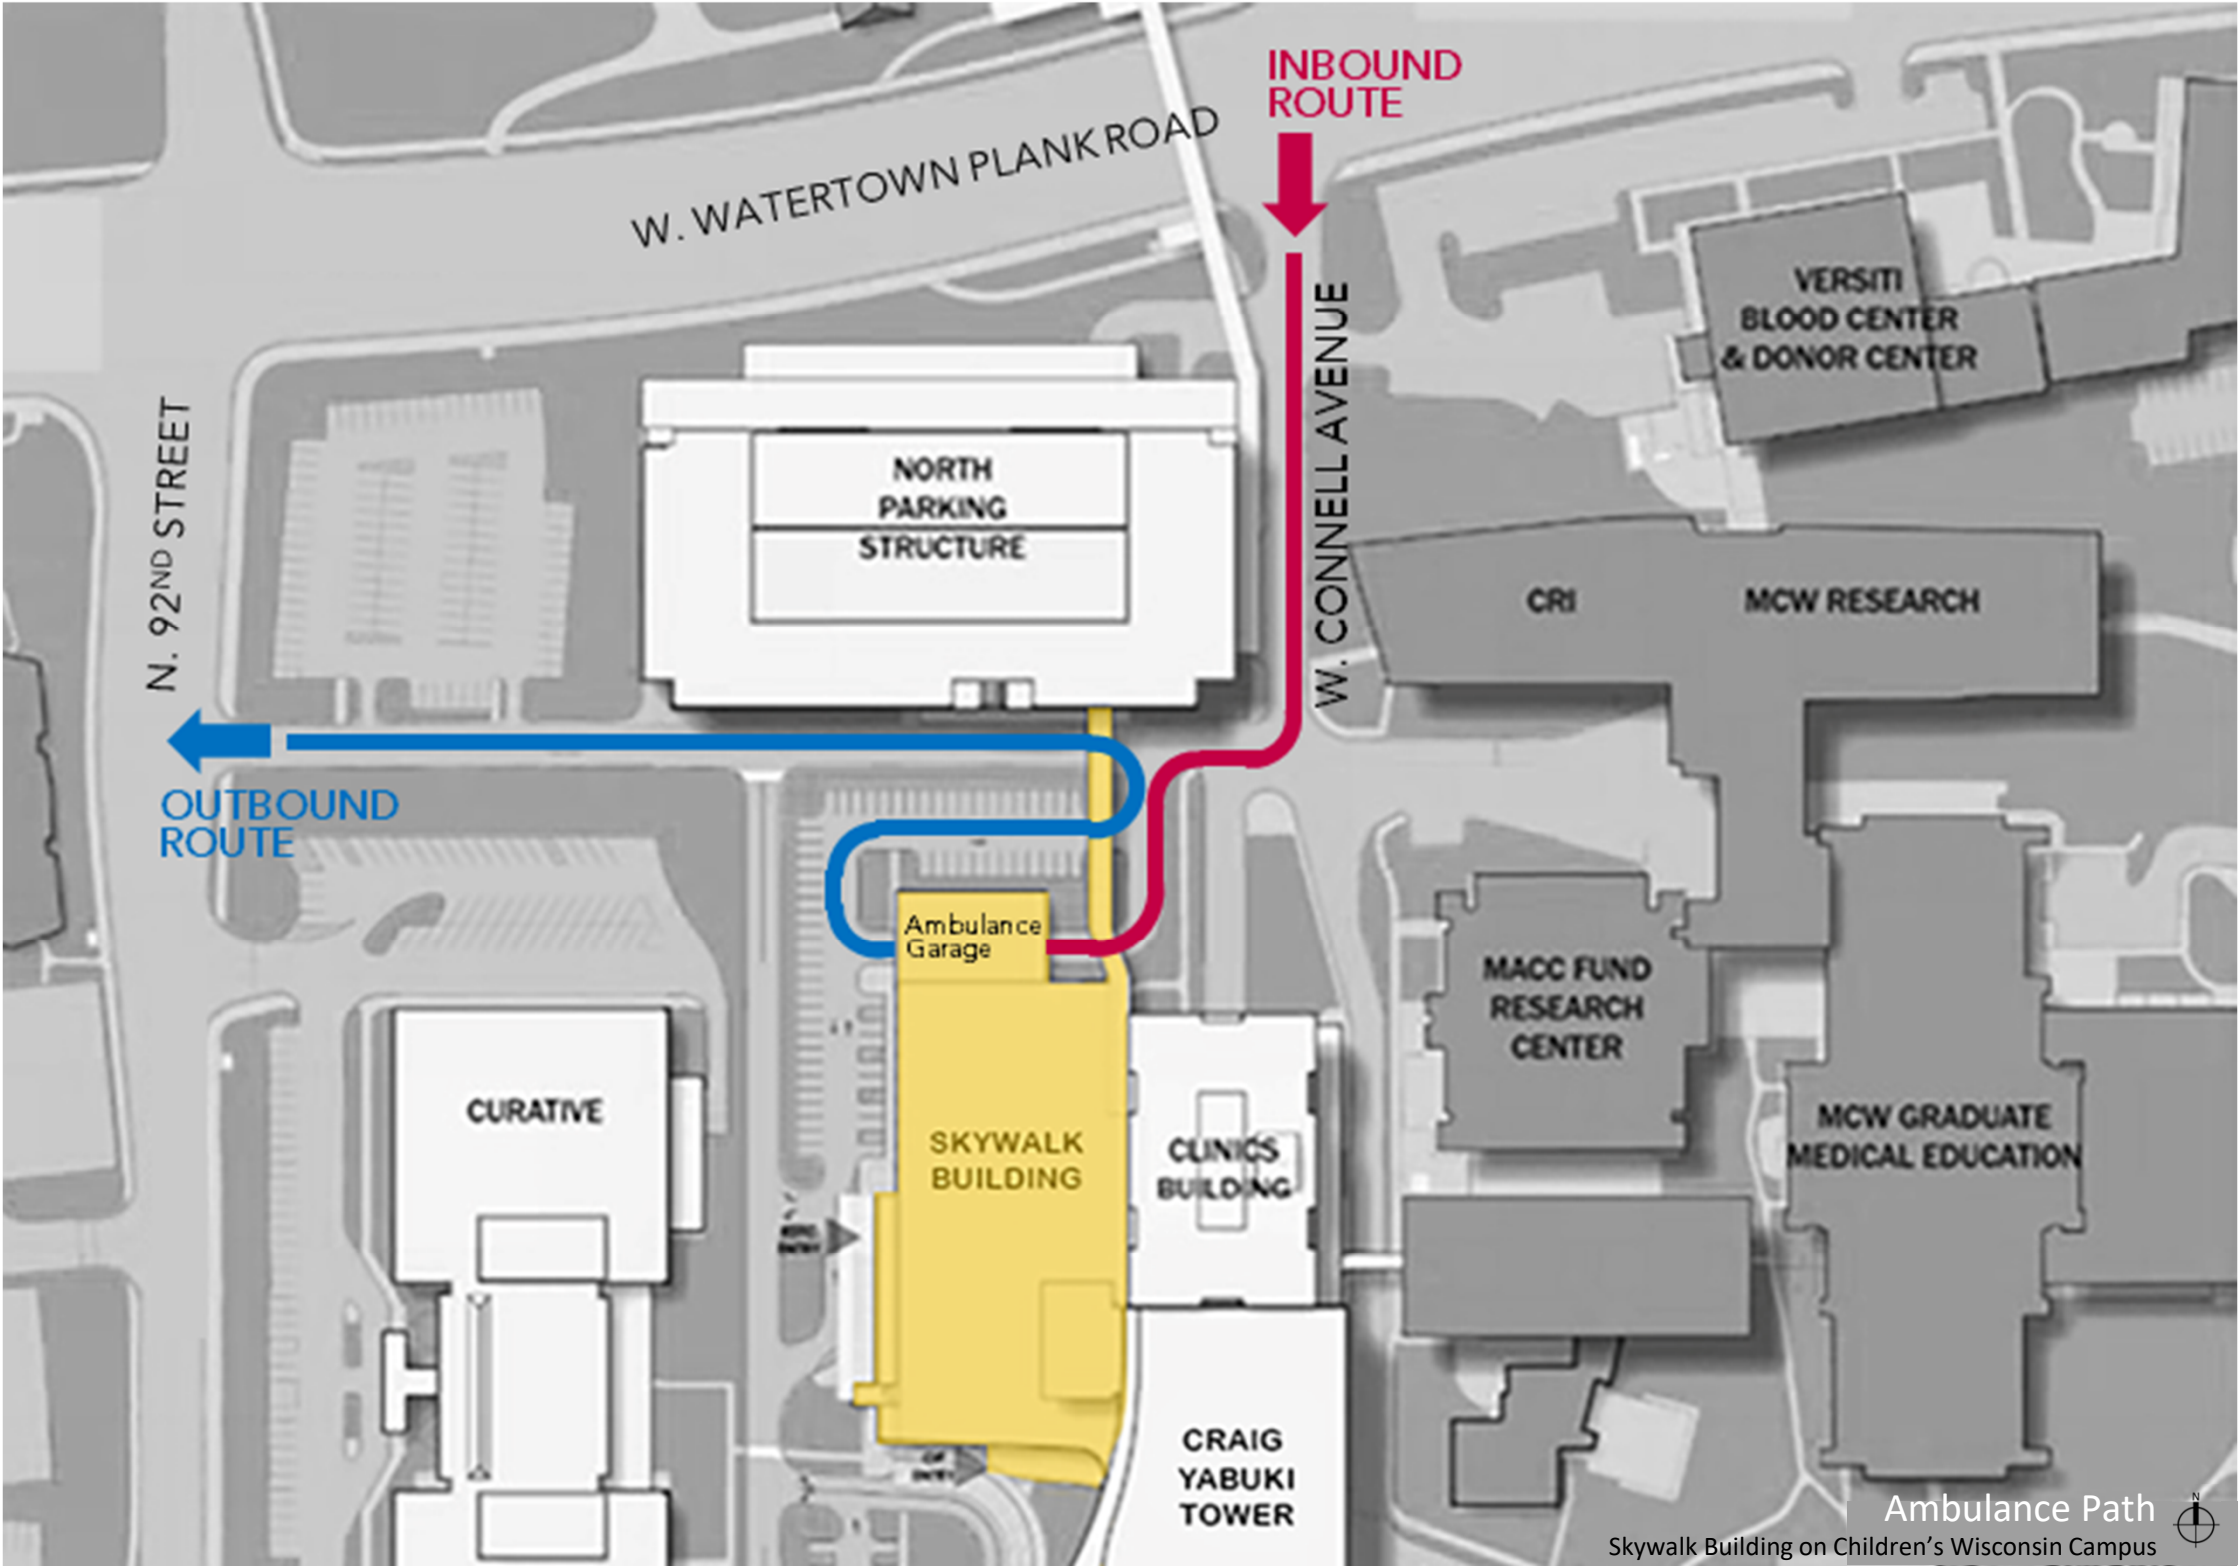 INBOUND
ROUTE
W. WATERTOWN PLANK ROAD
W. CONNELL AVENUE
VERSITI
BLOOD CENTER
& DONOR CENTER
N. 92ND STREET
NORTH
PARKING
STRUCTURE
CRI
MCW RESEARCH
OUTBOUND
ROUTE
Ambulance
Garage
MACC FUND
RESEARCH
CENTER
CURATIVE
SKYWALK
BUILDING
CLINICS
BUILDING
MCW GRADUATE
MEDICAL EDUCATION
ENTRY
ENTRY
CRAIG
YABUKI
TOWER
N
Ambulance Path
Skywalk Building on Children's Wisconsin Campus